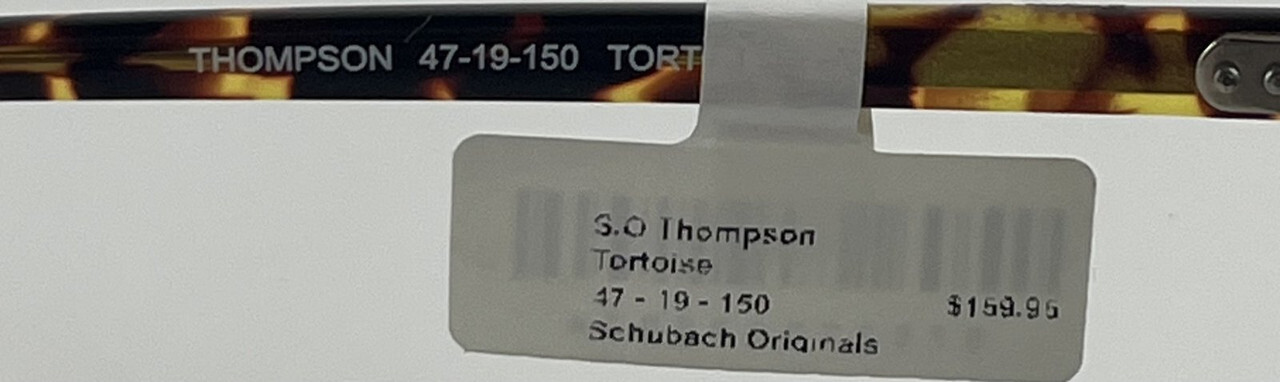 THOMPSON 47-19-150 TORT
S.O Thompson
Tortoise
47 - 19 - 150 $159.95
Schubach Originals